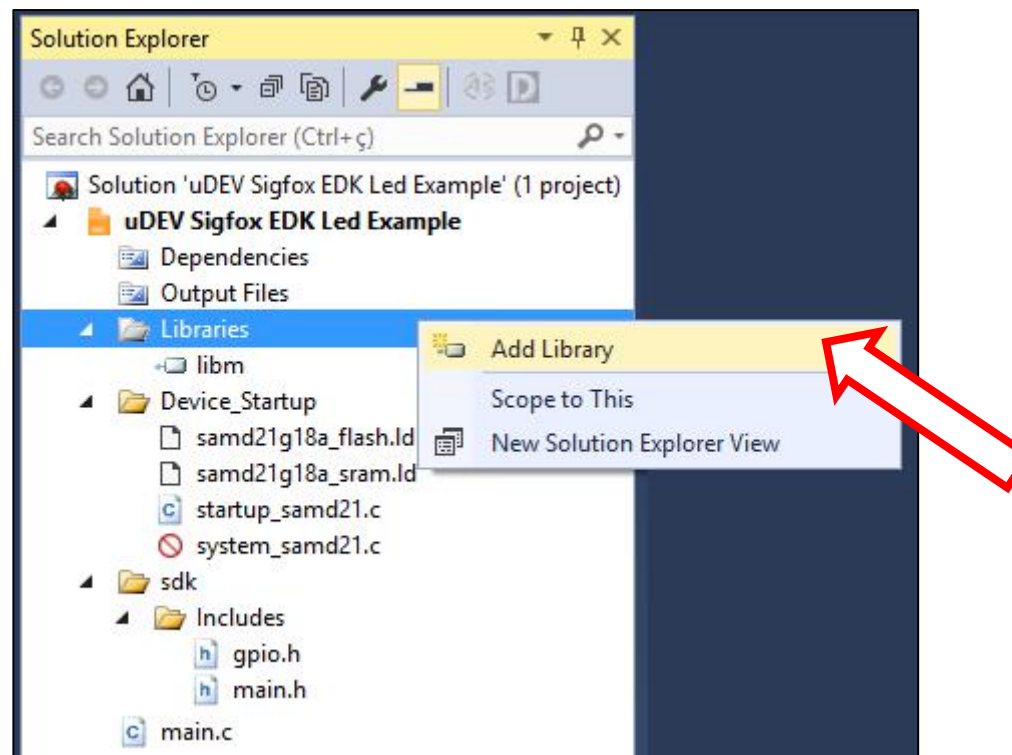 Solution Explorer
Search Solution Explorer (Ctrl+ç)
Solution 'uDEV Sigfox EDK Led Example' (1 project)
uDEV Sigfox EDK Led Example
Dependencies
Output Files
Libraries
Add Library
libm
Scope to This
Device_Startup
samd21g18a_flash.ld
New Solution Explorer View
samd21g18a_sram.ld
startup_samd21.c
system_samd21.c
sdk
Includes
gpio.h
main.h
main.c